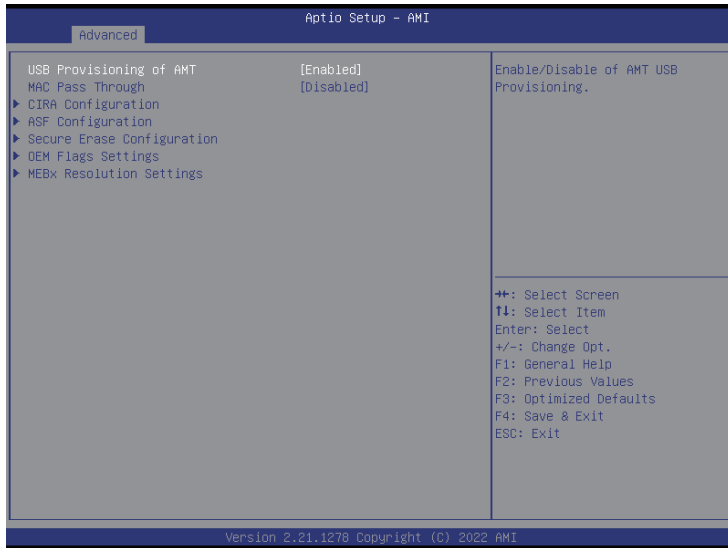 Aptio Setup – AMI
Advanced
USB Provisioning of AMT [Enabled]
MAC Pass Through [Disabled]
▶ CIRA Configuration
▶ ASF Configuration
▶ Secure Erase Configuration
▶ OEM Flags Settings
▶ MEBx Resolution Settings
Enable/Disable of AMT USB
Provisioning.
→←: Select Screen
↑↓: Select Item
Enter: Select
+/-: Change Opt.
F1: General Help
F2: Previous Values
F3: Optimized Defaults
F4: Save & Exit
ESC: Exit
Version 2.21.1278 Copyright (C) 2022 AMI